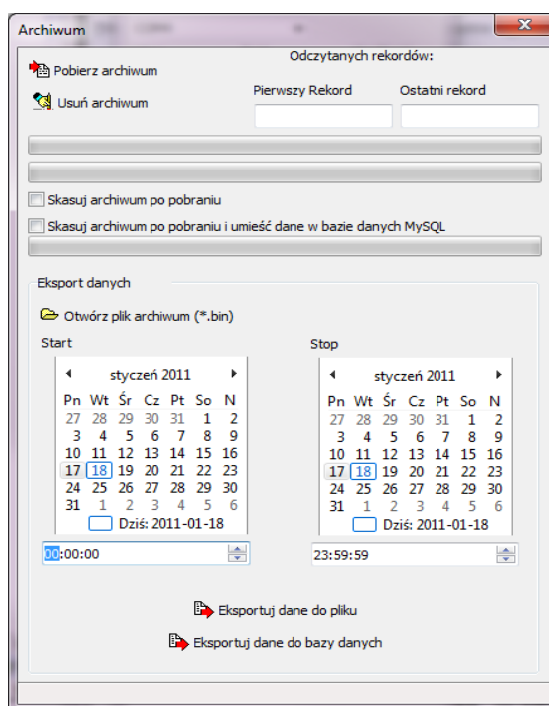 Archiwum
Odczytanych rekordów:
Pobierz archiwum
Pierwszy Rekord Ostatni rekord
Usuń archiwum
Skasuj archiwum po pobraniu
Skasuj archiwum po pobraniu i umieść dane w bazie danych MySQL
Eksport danych
Otwórz plik archiwum (*.bin)
Start
styczeń 2011
Pn Wt Śr Cz Pt So N
27 28 29 30 31 1 2
3 4 5 6 7 8 9
10 11 12 13 14 15 16
17 18 19 20 21 22 23
24 25 26 27 28 29 30
31 1 2 3 4 5 6
Dziś: 2011-01-18
00:00:00
Stop
styczeń 2011
Pn Wt Śr Cz Pt So N
27 28 29 30 31 1 2
3 4 5 6 7 8 9
10 11 12 13 14 15 16
17 18 19 20 21 22 23
24 25 26 27 28 29 30
31 1 2 3 4 5 6
Dziś: 2011-01-18
23:59:59
Eksportuj dane do pliku
Eksportuj dane do bazy danych